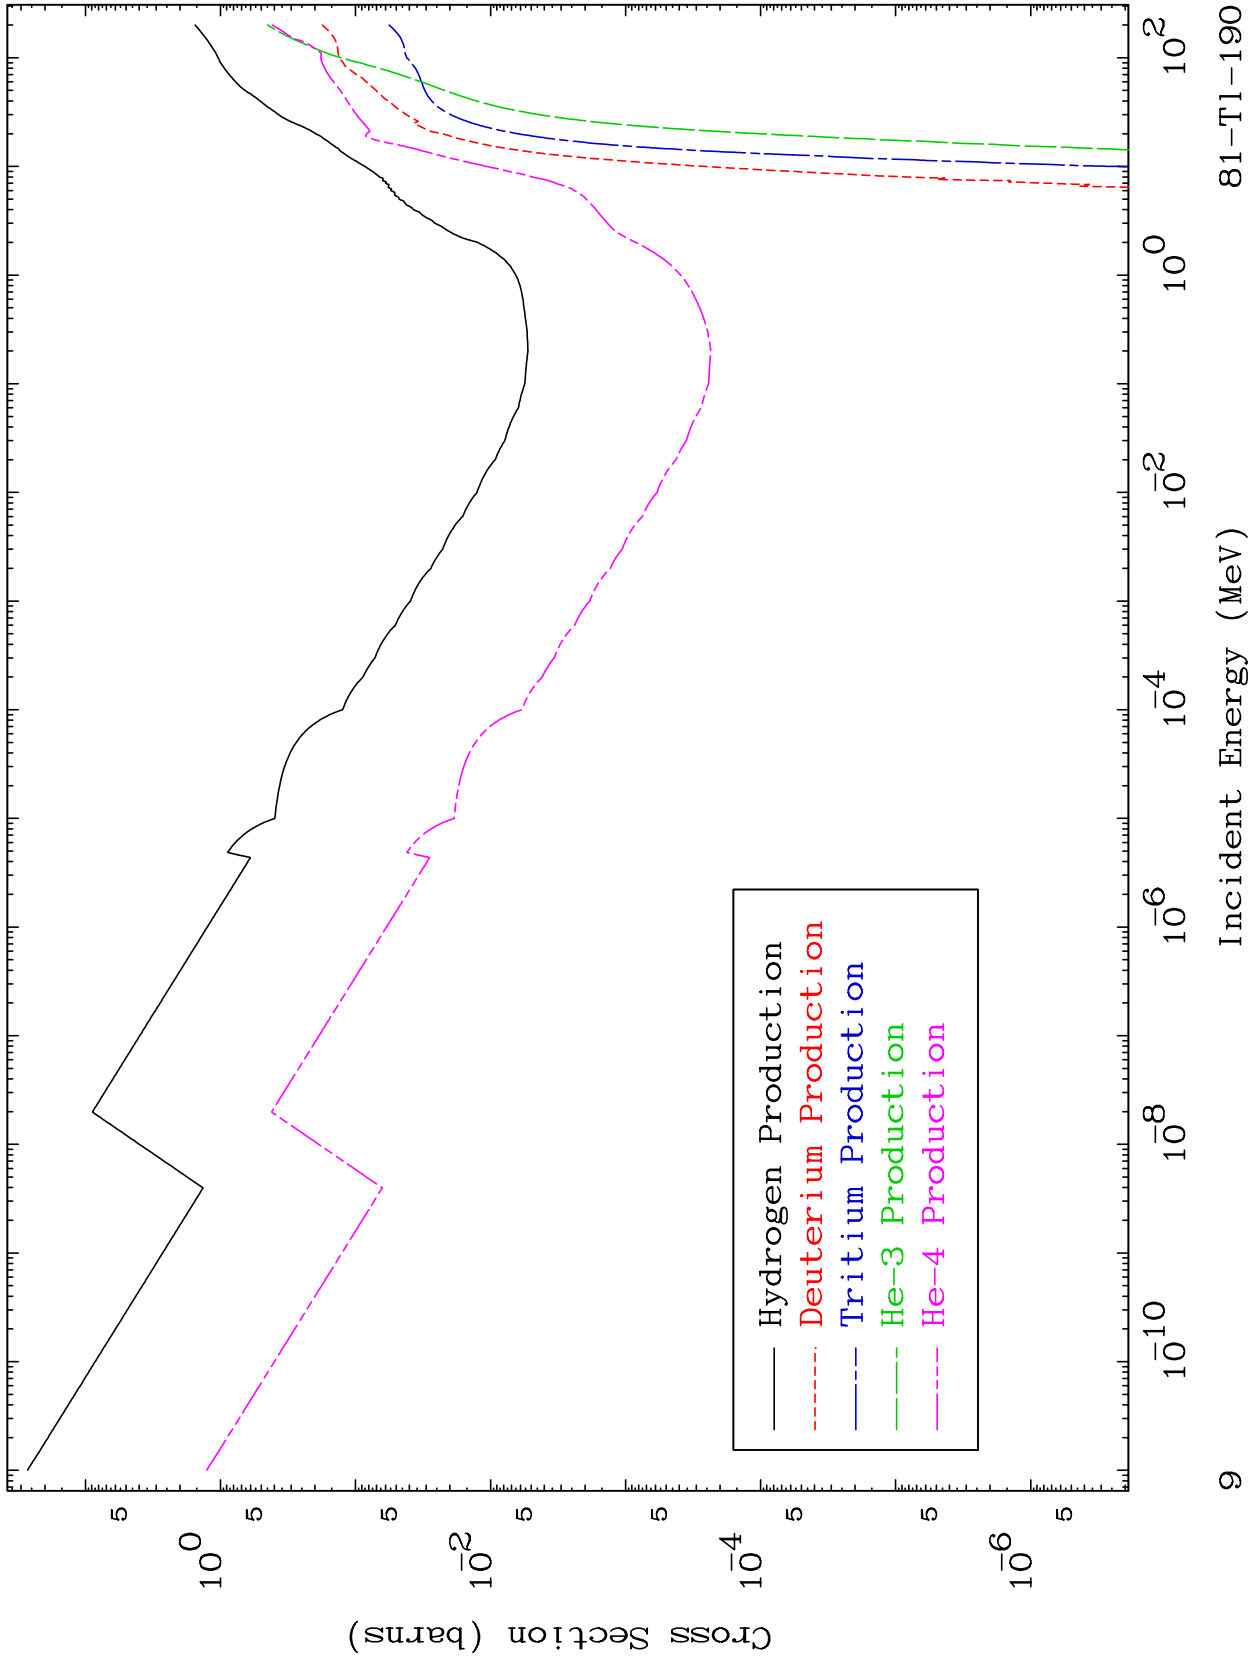 Cross Section (barns)
10 0
5
5
10 -2
5
5
10 -4
5
5
10 -6
5
5
Hydrogen Production
Deuterium Production
Tritium Production
He-3 Production
He-4 Production
10 -10
10 -8
10 -6
10 -4
10 -2
10 0
10 2
9
Incident Energy (MeV)
81-Tl-190